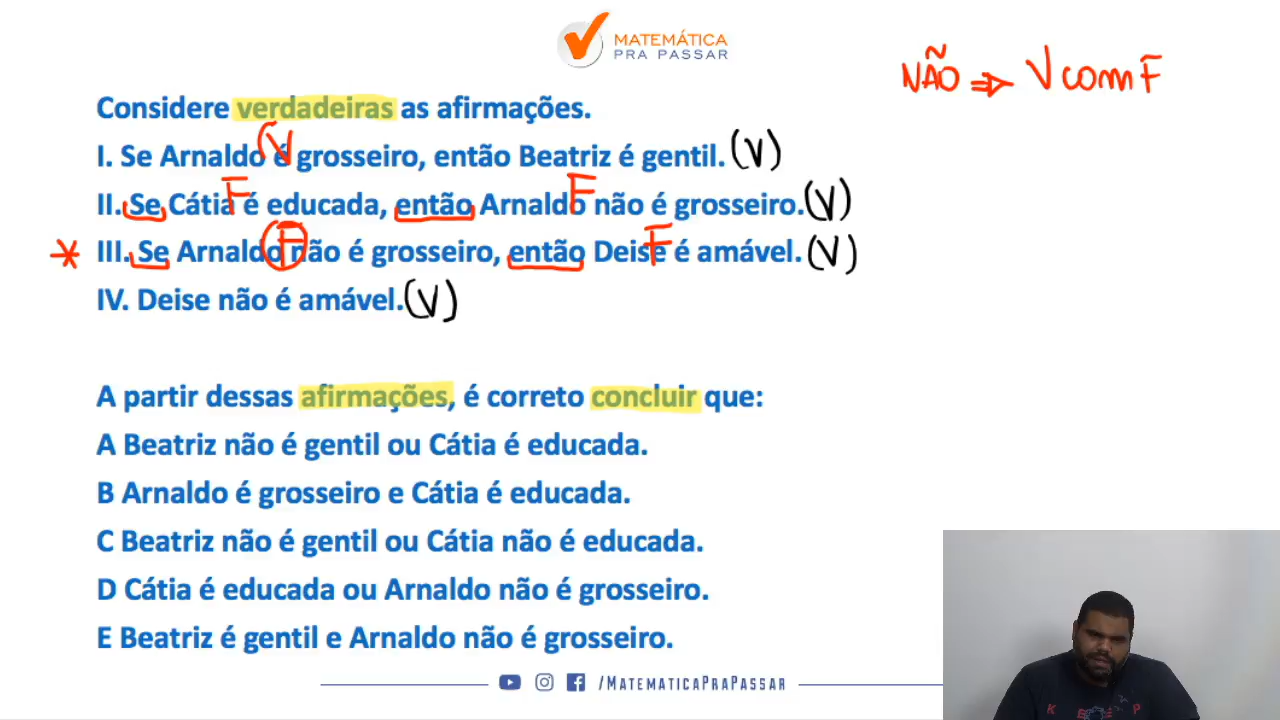 MATEMÁTICA
PRA PASSAR
NÃO ⇒ V com F
Considere verdadeiras as afirmações.
V
I. Se Arnaldo é grosseiro, então Beatriz é gentil. (V)
F F
II. Se Cátia é educada, então Arnaldo não é grosseiro. (V)
F F
* III. Se Arnaldo não é grosseiro, então Deise é amável. (V)
IV. Deise não é amável. (V)
A partir dessas afirmações, é correto concluir que:
A Beatriz não é gentil ou Cátia é educada.
B Arnaldo é grosseiro e Cátia é educada.
C Beatriz não é gentil ou Cátia não é educada.
D Cátia é educada ou Arnaldo não é grosseiro.
E Beatriz é gentil e Arnaldo não é grosseiro.
/MatematicaPraPassar